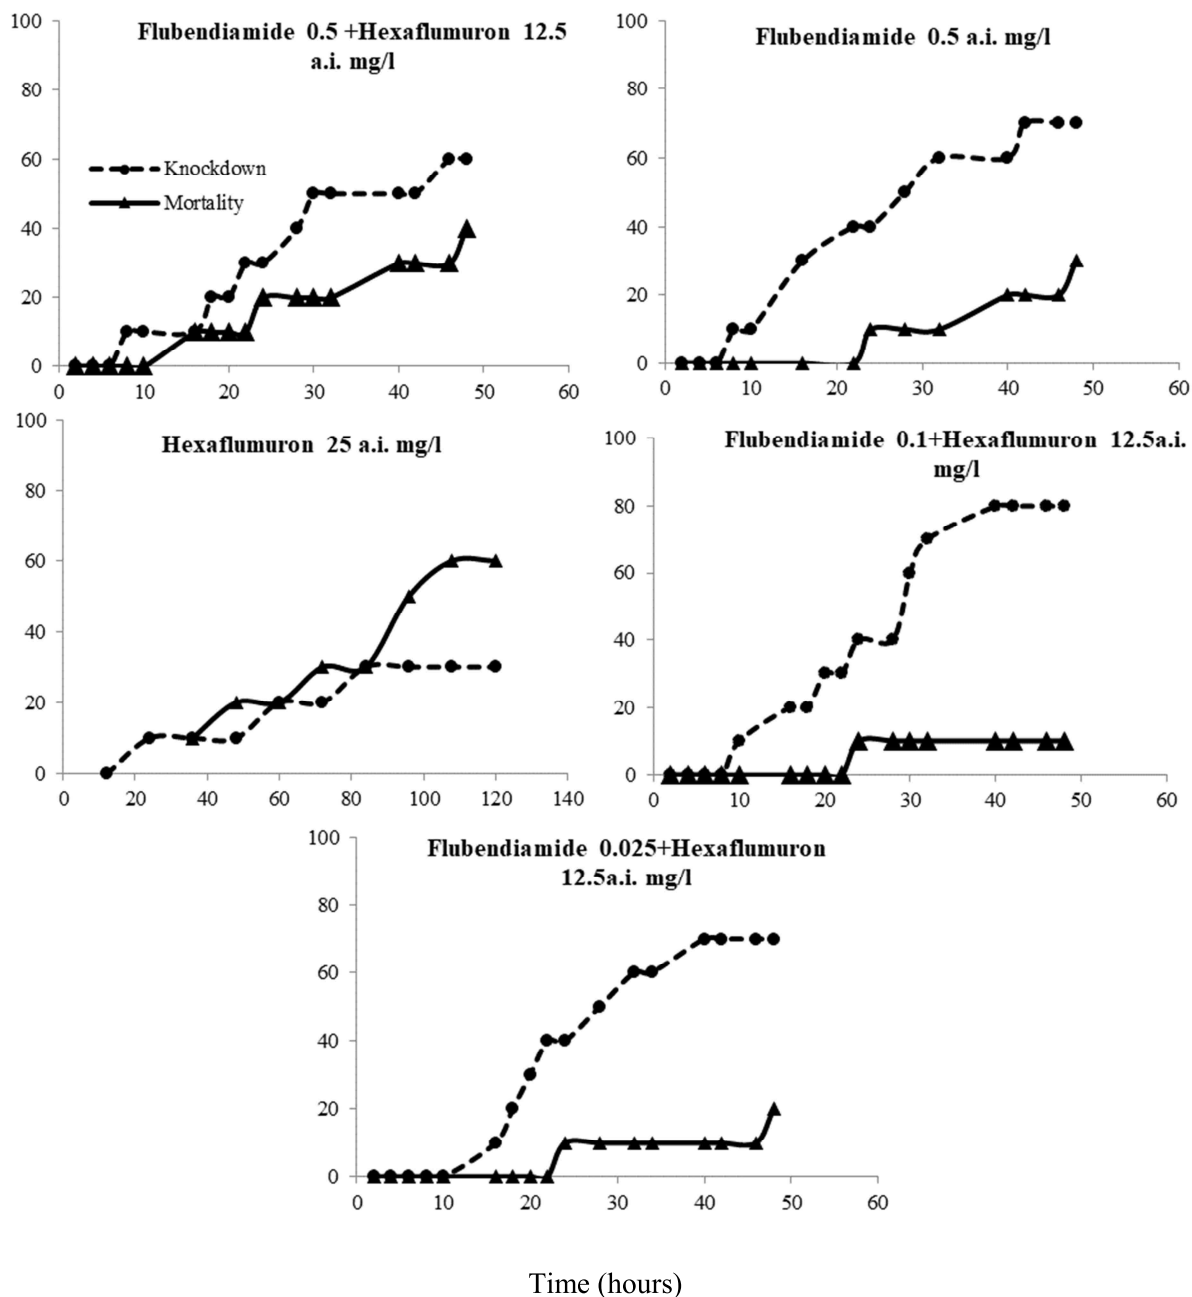 Flubendiamide 0.5 +Hexaflumuron 12.5
a.i. mg/l
100
80
60
40
20
0
Knockdown
Mortality
0 10 20 30 40 50 60
Flubendiamide 0.5 a.i. mg/l
100
80
60
40
20
0
0 10 20 30 40 50 60
Hexaflumuron 25 a.i. mg/l
100
80
60
40
20
0
0 20 40 60 80 100 120 140
Flubendiamide 0.1+Hexaflumuron 12.5a.i.
mg/l
100
80
60
40
20
0
0 10 20 30 40 50 60
Flubendiamide 0.025+Hexaflumuron
12.5a.i. mg/l
100
80
60
40
20
0
0 10 20 30 40 50 60
Time (hours)